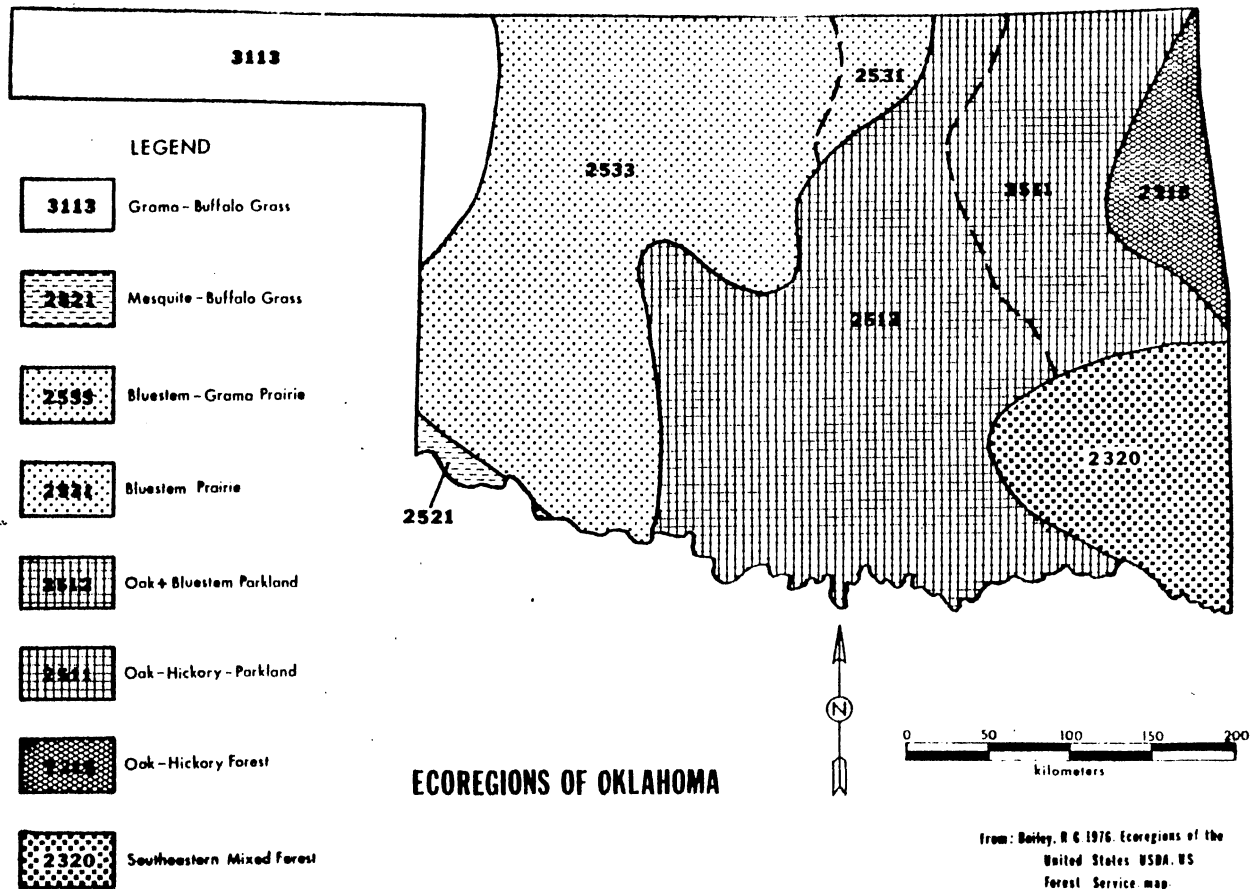 3113
2531
2533
2320
2521
LEGEND
3113 Grama-Buffalo Grass
Mesquite-Buffalo Grass
Bluestem-Grama Prairie
Bluestem Prairie
2512 Oak + Bluestem Parkland
2511 Oak-Hickory-Parkland
Oak-Hickory Forest
2320 Southeastern Mixed Forest
ECOREGIONS OF OKLAHOMA
N
0 50 100 150 200
kilometers
From: Bailey, R G 1976. Ecoregions of the
United States USDA. US
Forest Service map.